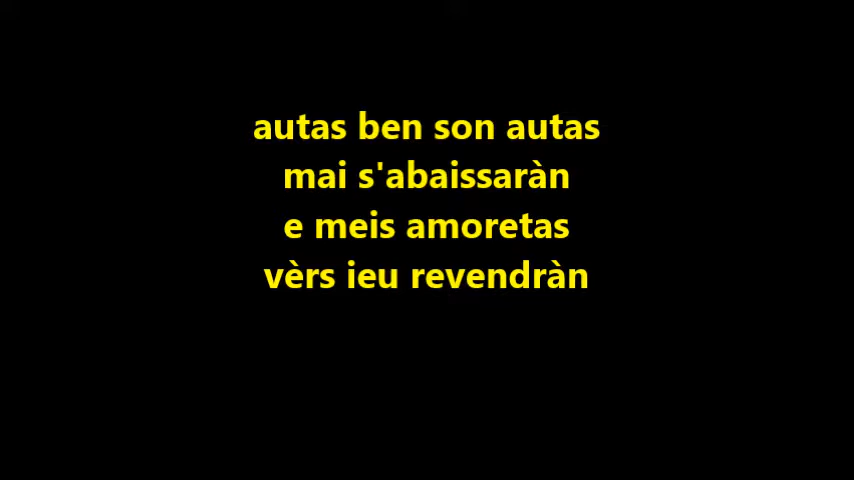 autas ben son autas
mai s'abaissaràn
e meis amoretas
vèrs ieu revendràn